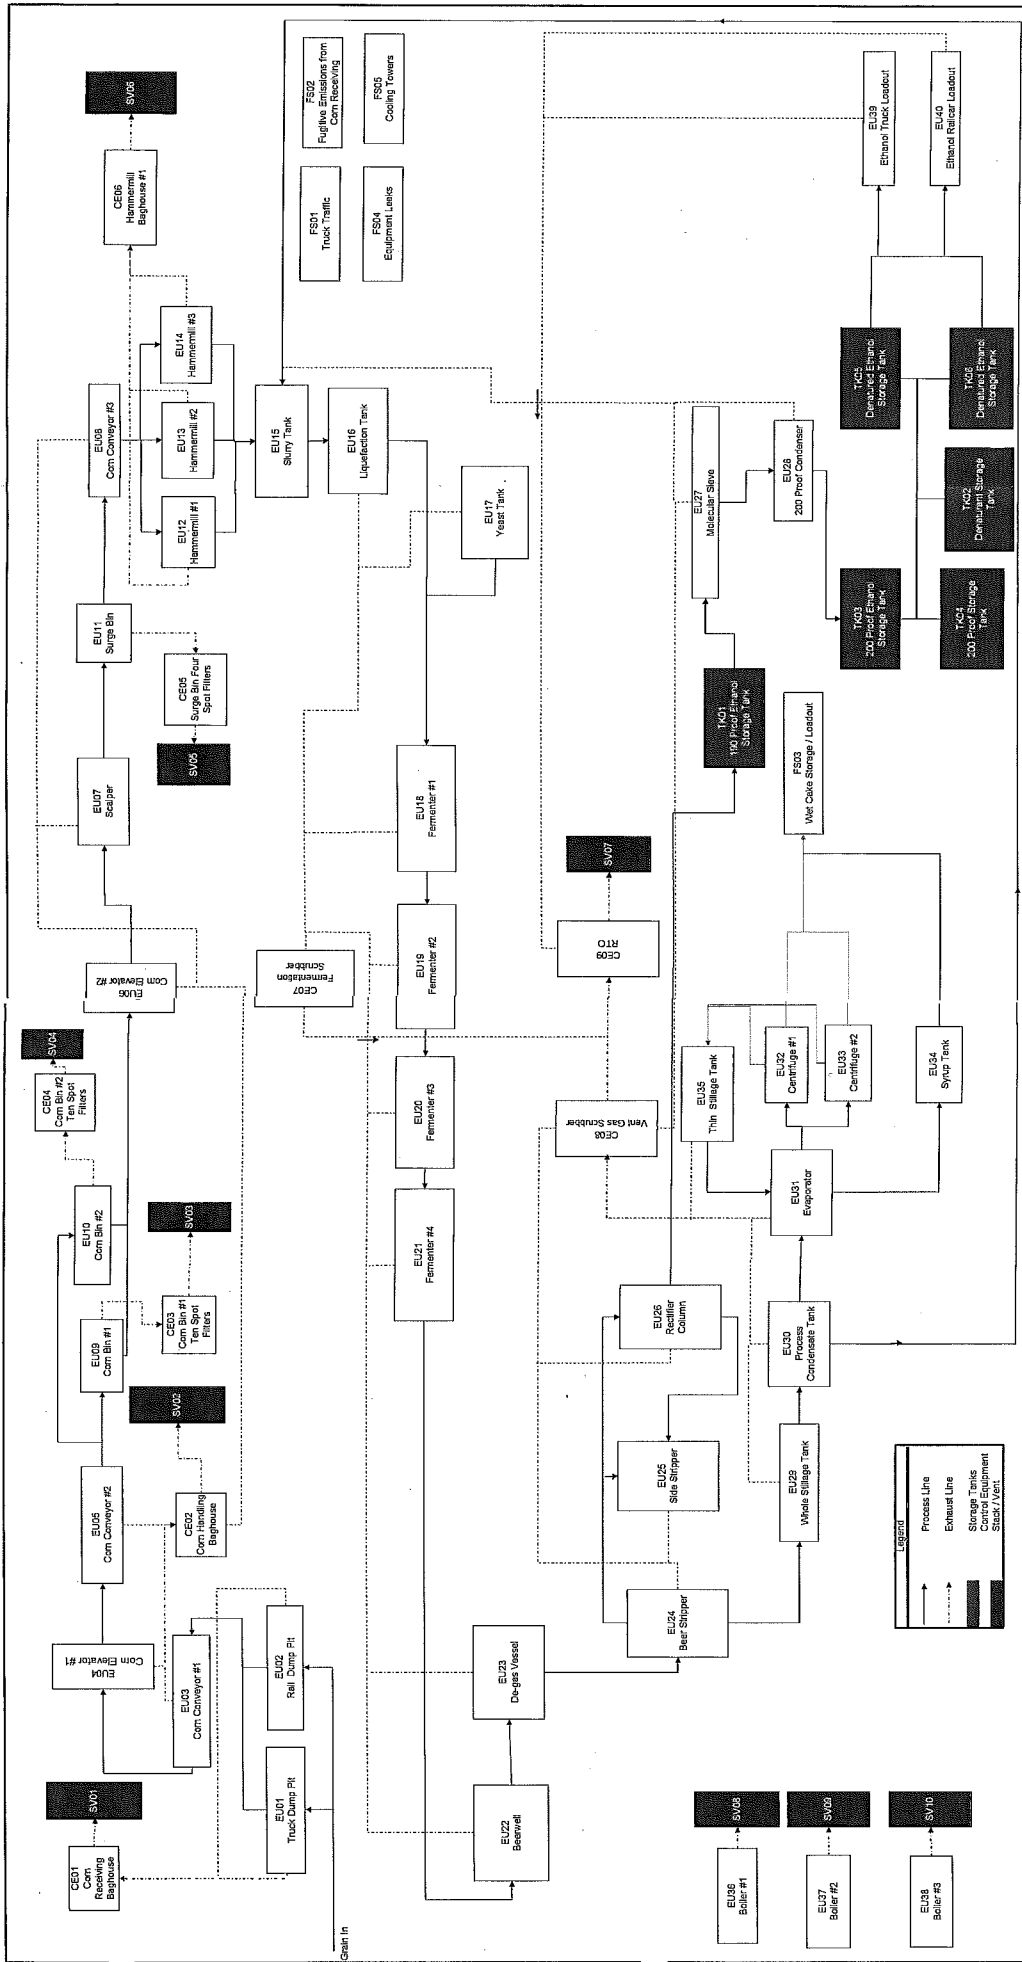 Grain In
EU01
Truck Dump Pit
EU02
Rail Dump Pit
CE01
Corn
Receiving
Baghouse
SV01
EU03
Corn Conveyor #1
EU04
Corn Elevator #1
EU05
Corn Conveyor #2
CE02
Corn Handling
Baghouse
SV02
EU09
Corn Bin #1
CE03
Corn Bin #1
Ten Spot
Filters
SV03
EU10
Corn Bin #2
CE04
Corn Bin #2
Ten Spot
Filters
SV04
EU06
Corn Elevator #2
EU07
Scalper
EU11
Surge Bin
CE05
Surge Bin Four
Spot Filters
SV05
EU08
Corn Conveyor #3
EU12
Hammermill #1
EU13
Hammermill #2
EU14
Hammermill #3
CE06
Hammermill
Baghouse #1
SV06
FS01
Truck Traffic
FS02
Fugitive Emissions from
Corn Receiving
FS04
Equipment Leaks
FS05
Cooling Towers
EU15
Slurry Tank
EU16
Liquefaction Tank
EU17
Yeast Tank
EU18
Fermenter #1
EU19
Fermenter #2
EU20
Fermenter #3
EU21
Fermenter #4
CE07
Fermentation
Scrubber
EU22
Beerwell
EU23
De-gas Vessel
EU24
Beer Stripper
EU25
Side Stripper
EU26
Rectifier
Column
CE08
Vent Gas Scrubber
CE09
RTO
SV07
TK01
190 Proof Ethanol
Storage Tank
EU27
Molecular Sieve
EU28
200 Proof Condenser
TK03
200 Proof Ethanol
Storage Tank
TK04
200 Proof Storage
Tank
TK02
Denaturant Storage
Tank
TK05
Denatured Ethanol
Storage Tank
TK06
Denatured Ethanol
Storage Tank
EU39
Ethanol Truck Loadout
EU40
Ethanol Railcar Loadout
EU29
Whole Stillage Tank
EU30
Process
Condensate Tank
EU31
Evaporator
EU35
Thin Stillage Tank
EU32
Centrifuge #1
EU33
Centrifuge #2
EU34
Syrup Tank
FS03
Wet Cake Storage / Loadout
EU36
Boiler #1
SV08
EU37
Boiler #2
SV09
EU38
Boiler #3
SV10
Legend
Process Line
Exhaust Line
Storage Tanks
Control Equipment
Stack / Vent